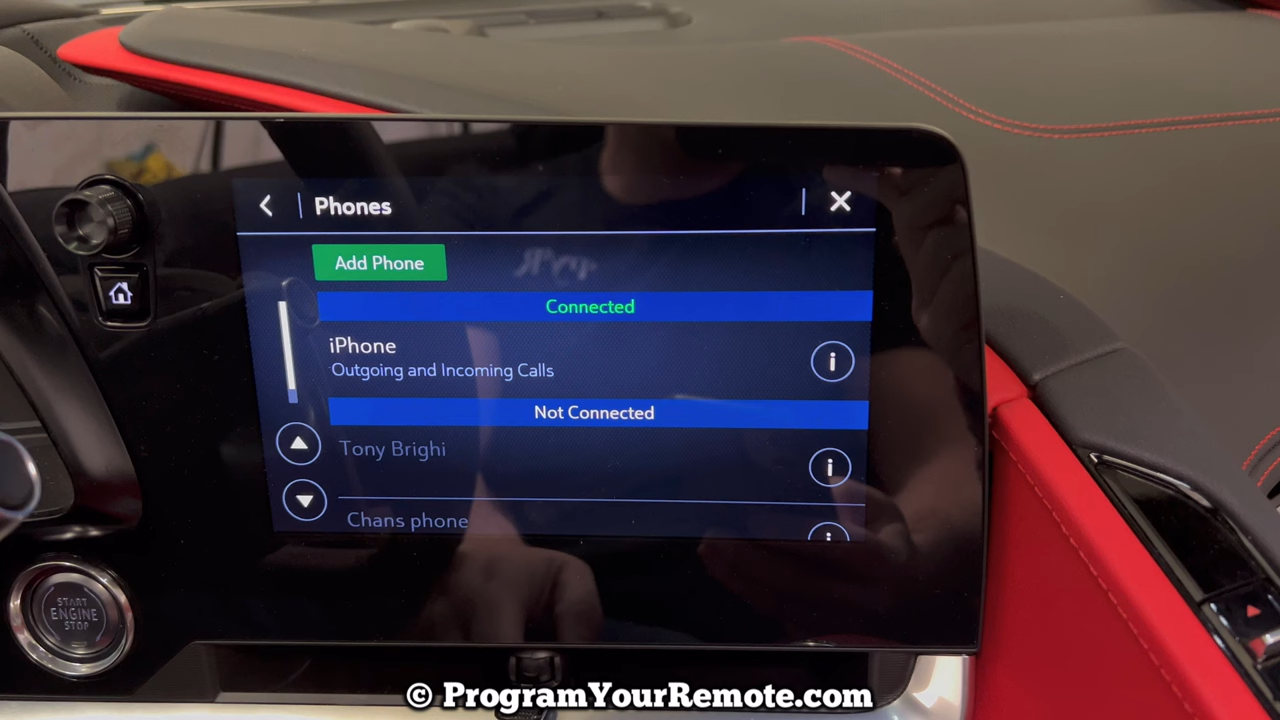 Phones
Add Phone
Connected
iPhone
Outgoing and Incoming Calls
Not Connected
Tony Brighi
Chans phone
START
ENGINE
STOP
© ProgramYourRemote.com